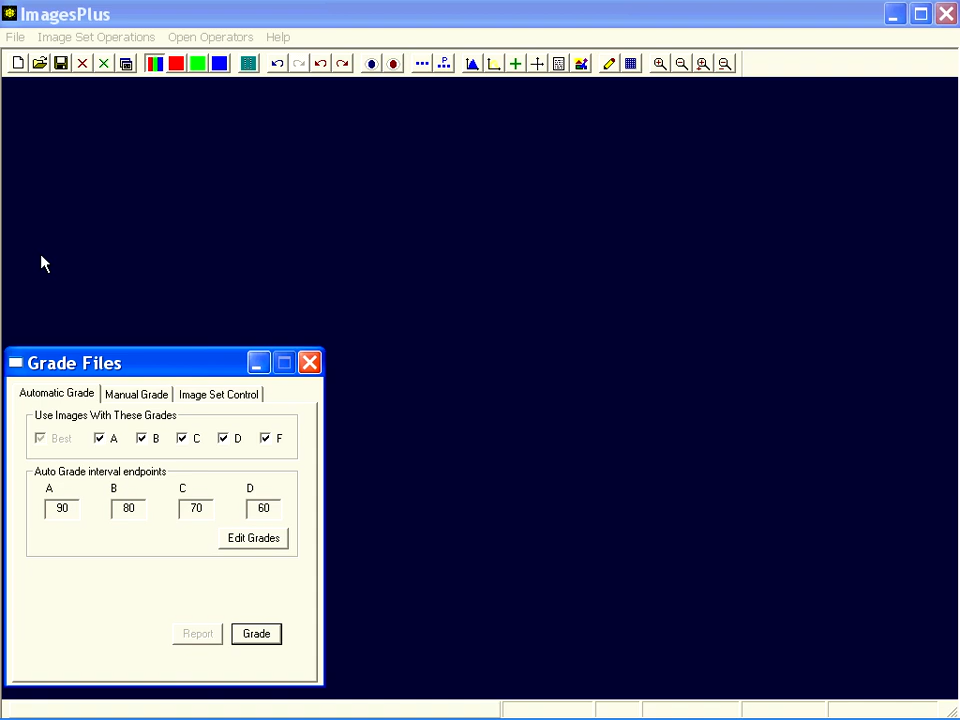 ImagesPlus
File Image Set Operations Open Operators Help
P
Grade Files
Automatic Grade Manual Grade Image Set Control
Use Images With These Grades
Best A B C D F
Auto Grade interval endpoints
A B C D
90 80 70 60
Edit Grades
Report Grade